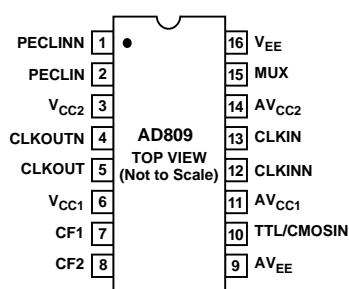 PECLINN 1
PECLIN 2
VCC2 3
CLKOUTN 4
CLKOUT 5
VCC1 6
CF1 7
CF2 8
AD809
TOP VIEW
(Not to Scale)
16 VEE
15 MUX
14 AVCC2
13 CLKIN
12 CLKINN
11 AVCC1
10 TTL/CMOSIN
9 AVEE